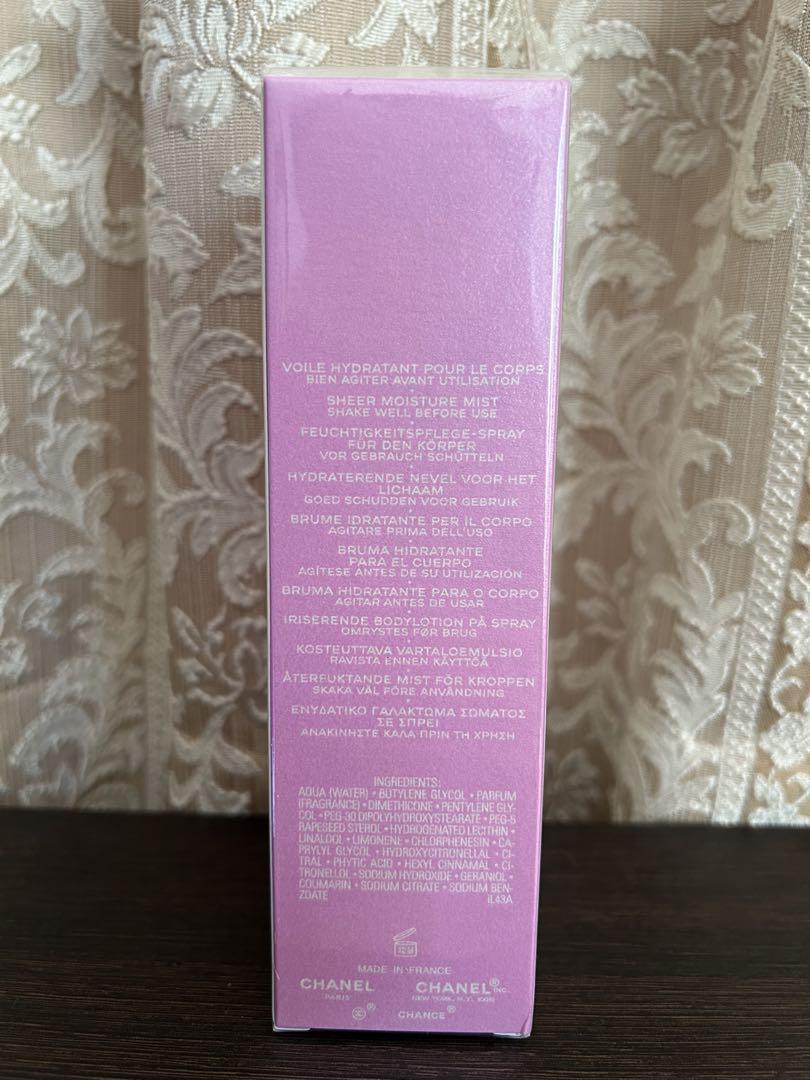 VOILE HYDRATANT POUR LE CORPS
BIEN AGITER AVANT UTILISATION
SHEER MOISTURE MIST
SHAKE WELL BEFORE USE
FEUCHTIGKEITSPFLEGE-SPRAY
FÜR DEN KÖRPER
VOR GEBRAUCH SCHÜTTELN
HYDRATERENDE NEVEL VOOR HET
LICHAAM
GOED SCHUDDEN VOOR GEBRUIK
BRUME IDRATANTE PER IL CORPO
AGITARE PRIMA DELL'USO
BRUMA HIDRATANTE
PARA EL CUERPO
AGÍTESE ANTES DE SU UTILIZACIÓN
BRUMA HIDRATANTE PARA O CORPO
AGITAR ANTES DE USAR
IRISERENDE BODYLOTION PÅ SPRAY
OMRYSTES FØR BRUG
KOSTEUTTAVA VARTALOEMULSIO
RAVISTA ENNEN KÄYTTÖÄ
ÅTERFUKTANDE MIST FÖR KROPPEN
SKAKA VÄL FÖRE ANVÄNDNING
ΕΝΥΔΑΤΙΚΟ ΓΑΛΑΚΤΩΜΑ ΣΩΜΑΤΟΣ
ΣΕ ΣΠΡΕΙ
ΑΝΑΚΙΝΗΣΤΕ ΚΑΛΑ ΠΡΙΝ ΤΗ ΧΡΗΣΗ
INGREDIENTS:
AQUA (WATER) • BUTYLENE GLYCOL • PARFUM
(FRAGRANCE) • DIMETHICONE • PENTYLENE GLY-
COL • PEG-30 DIPOLYHYDROXYSTEARATE • PEG-5
RAPESEED STEROL • HYDROGENATED LECITHIN •
LINALOOL • LIMONENE • CHLORPHENESIN • CA-
PRYLYL GLYCOL • HYDROXYCITRONELLAL • CI-
TRAL • PHYTIC ACID • HEXYL CINNAMAL • CI-
TRONELLOL • SODIUM HYDROXIDE • GERANIOL •
COUMARIN • SODIUM CITRATE • SODIUM BEN-
ZOATE IL43A
12 M
MADE IN FRANCE
CHANEL CHANEL® INC.
PARIS NEW YORK, N.Y.
CHANCE®